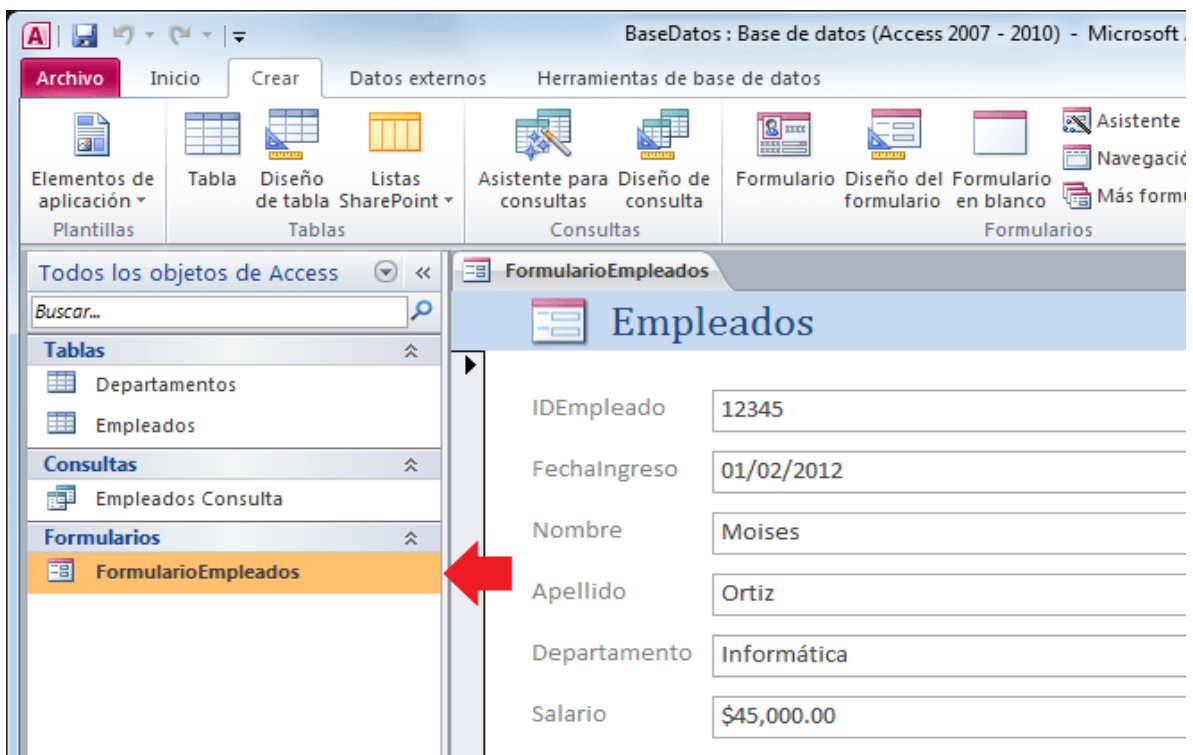 BaseDatos : Base de datos (Access 2007 - 2010) - Microsoft
Archivo Inicio Crear Datos externos Herramientas de base de datos
Elementos de aplicación
Tabla
Diseño de tabla
Listas SharePoint
Asistente para consultas
Diseño de consulta
Formulario
Diseño del formulario
Formulario en blanco
Asistente
Navegació
Más formu
Plantillas Tablas Consultas Formularios
Todos los objetos de Access
Buscar...
Tablas
Departamentos
Empleados
Consultas
Empleados Consulta
Formularios
FormularioEmpleados
FormularioEmpleados
Empleados
IDEmpleado 12345
FechaIngreso 01/02/2012
Nombre Moises
Apellido Ortiz
Departamento Informática
Salario $45,000.00